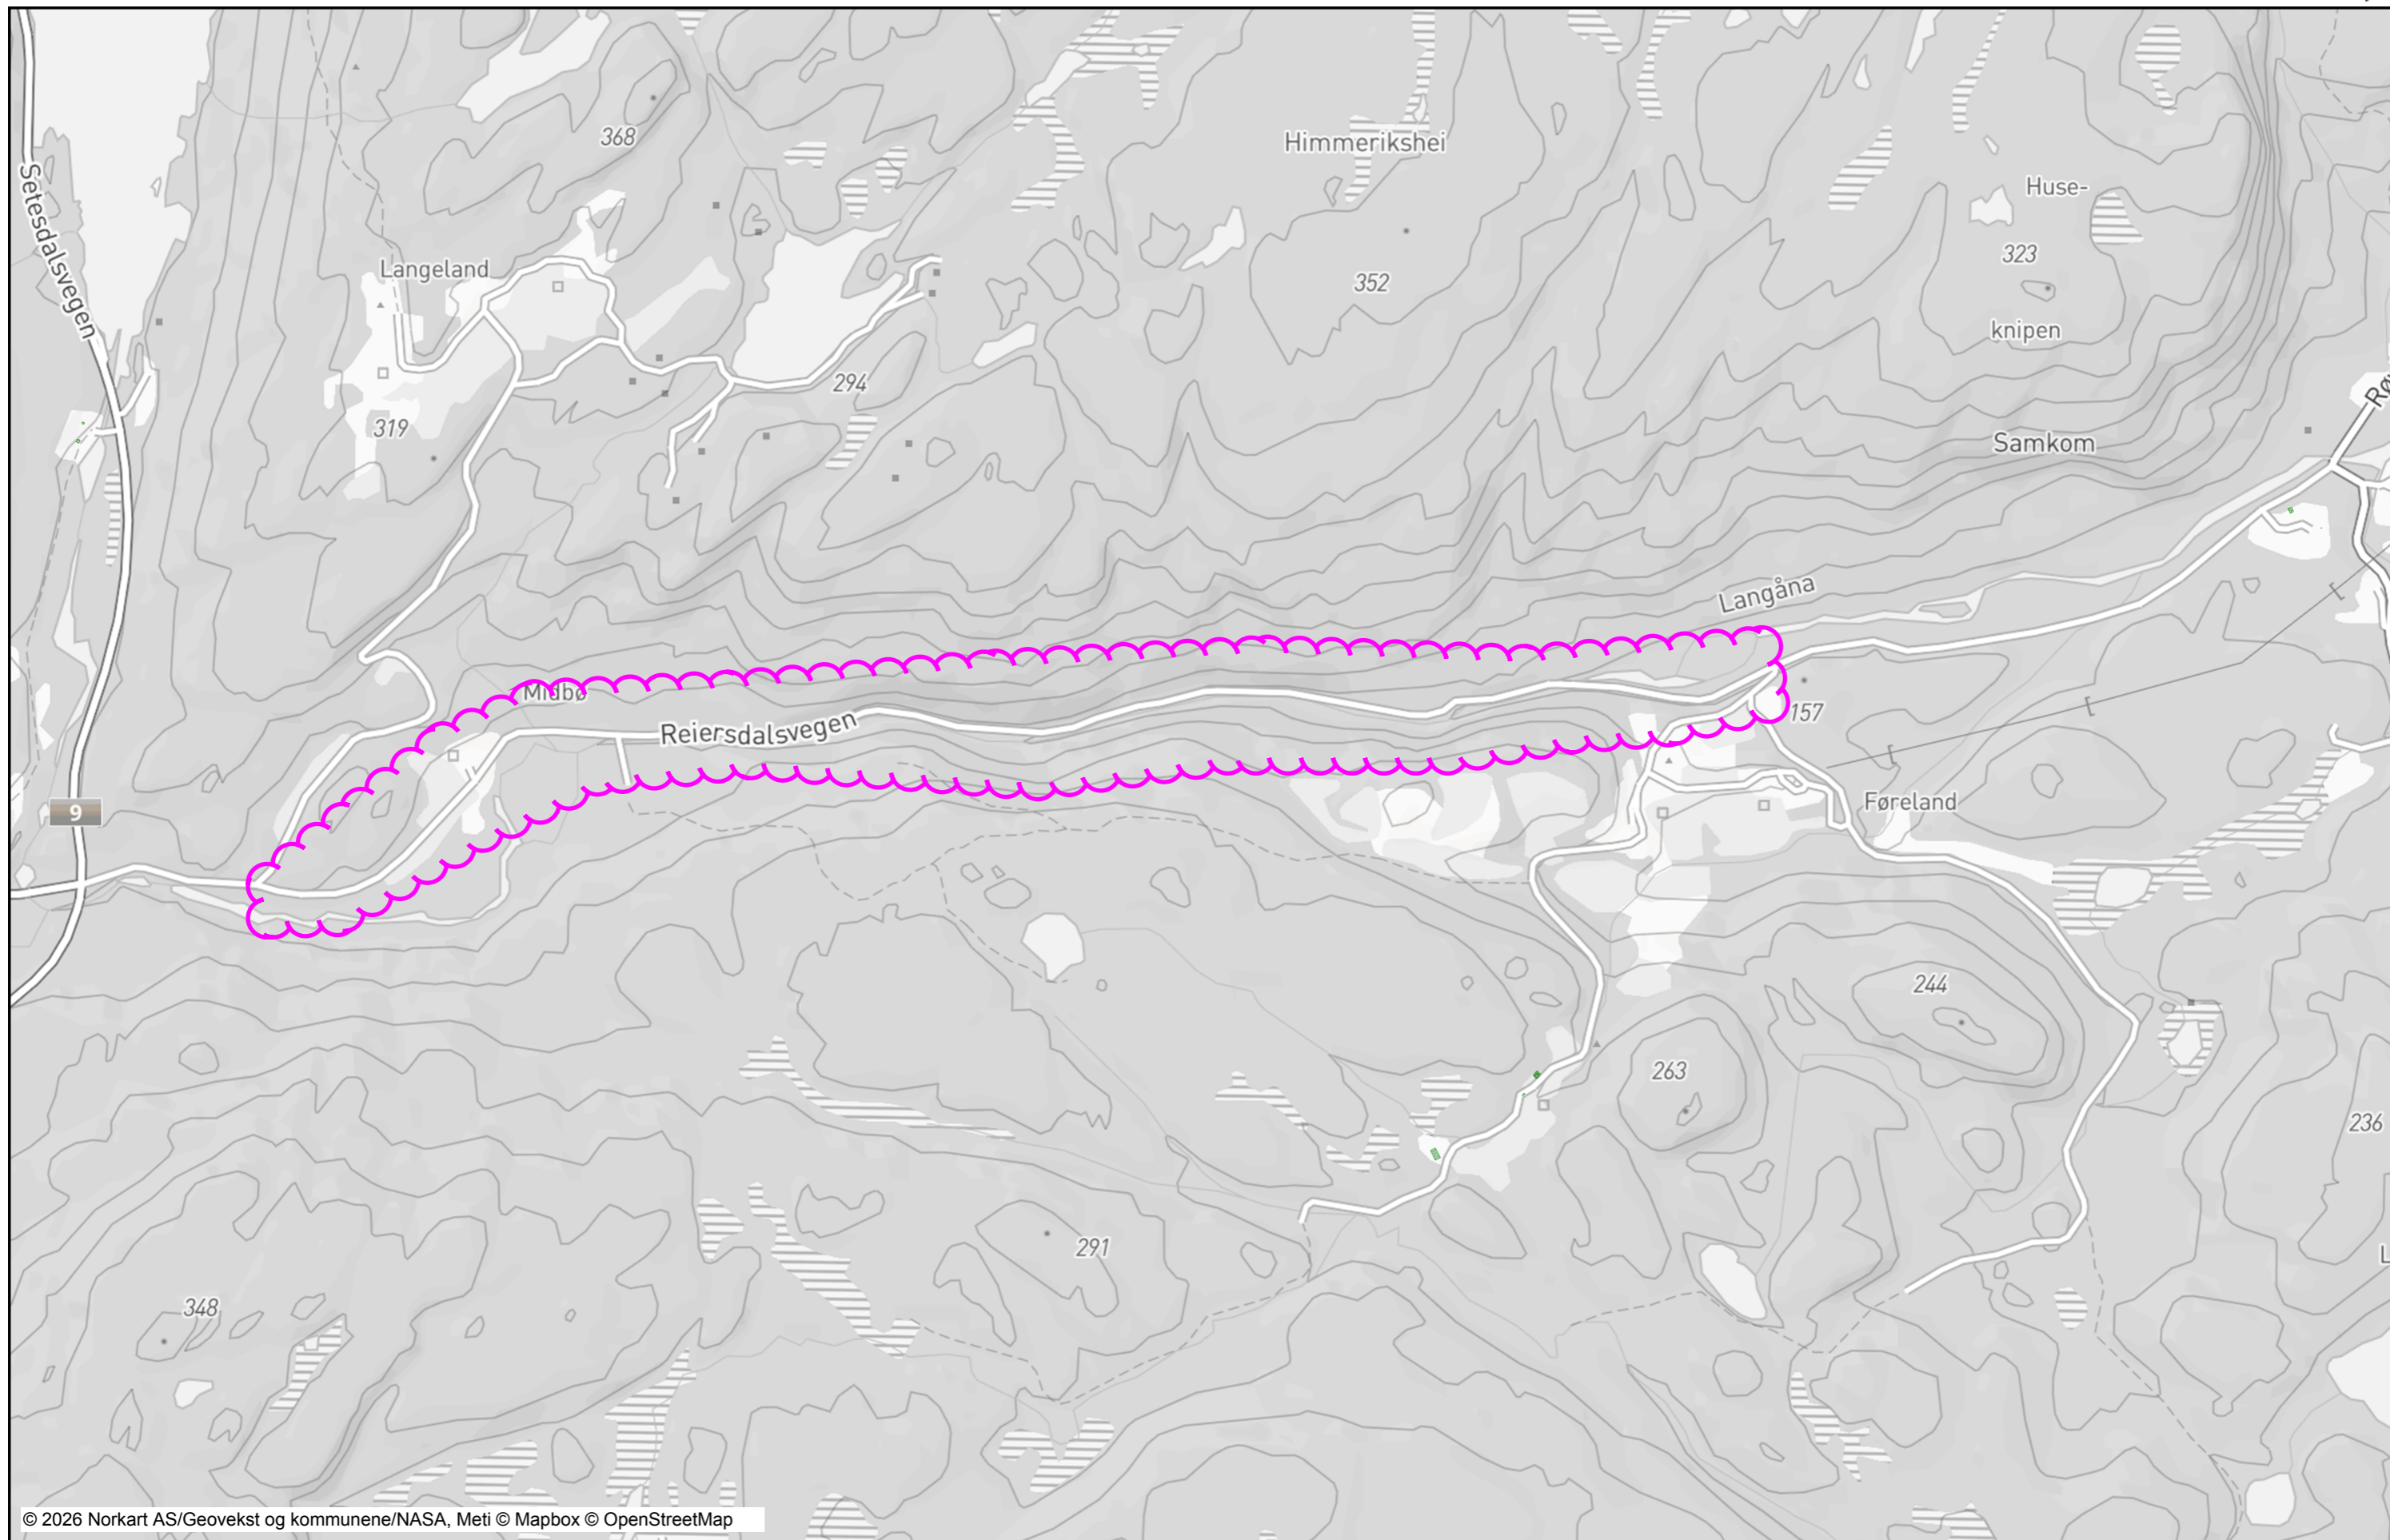 368
Himmerikshei
Huse-
Setesdalsvegen
323
Langeland
352
knipen
294
319
Samkom
Langåna
Midbø
157
Reiersdalsvegen
9
Føreland
244
263
236
291
348
© 2026 Norkart AS/Geovekst og kommunene/NASA, Meti © Mapbox © OpenStreetMap